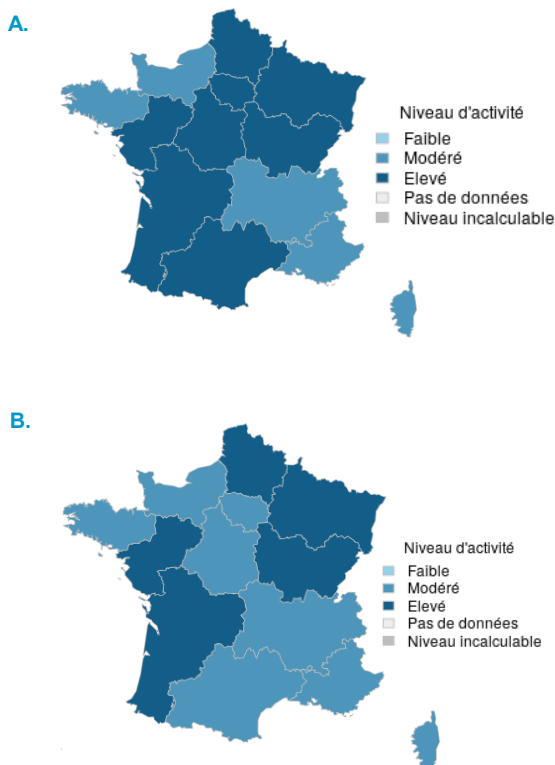 A.
Niveau d'activité
Faible
Modéré
Elevé
Pas de données
Niveau incalculable
B.
Niveau d'activité
Faible
Modéré
Elevé
Pas de données
Niveau incalculable